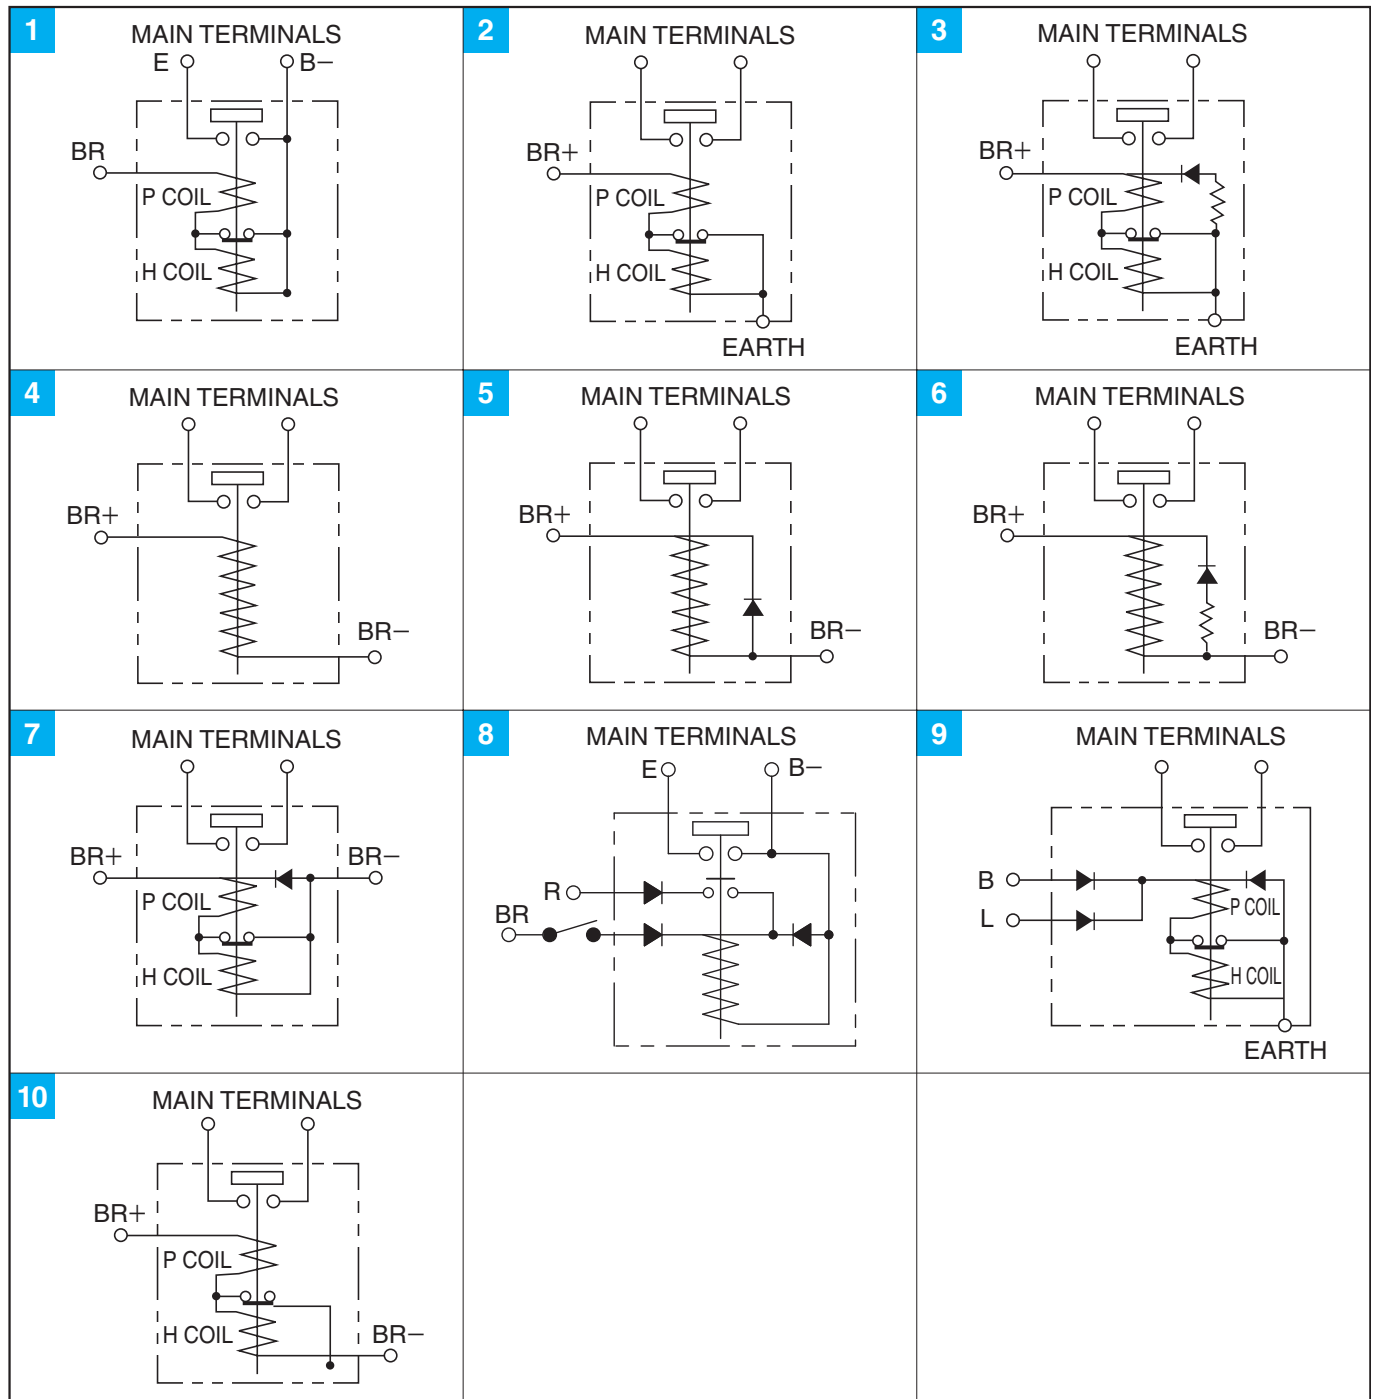 1
MAIN TERMINALS
E B−
BR
P COIL
H COIL
2
MAIN TERMINALS
BR+
P COIL
H COIL
EARTH
3
MAIN TERMINALS
BR+
P COIL
H COIL
EARTH
4
MAIN TERMINALS
BR+
BR−
5
MAIN TERMINALS
BR+
BR−
6
MAIN TERMINALS
BR+
BR−
7
MAIN TERMINALS
BR+ BR−
P COIL
H COIL
8
MAIN TERMINALS
E B−
R
BR
9
MAIN TERMINALS
B
L
P COIL
H COIL
EARTH
10
MAIN TERMINALS
BR+
P COIL
H COIL
BR−